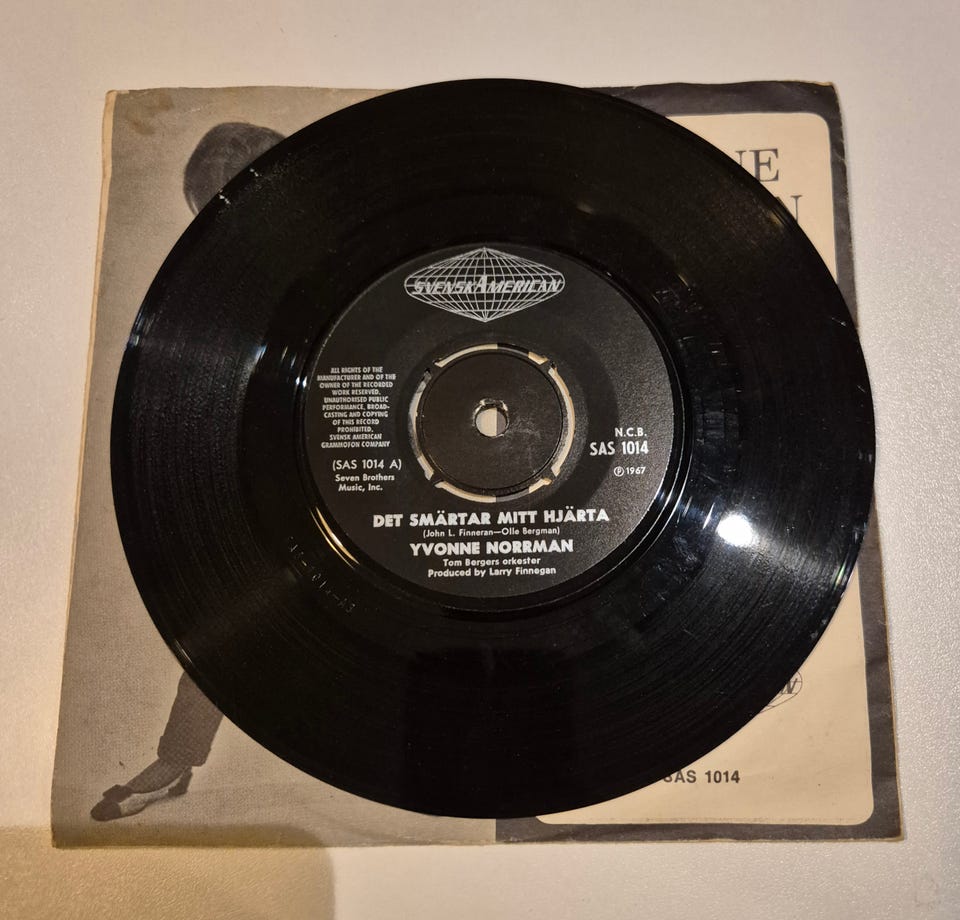 NE
N
SVENSKAMERICAN
ALL RIGHTS OF THE
MANUFACTURER AND OF THE
OWNER OF THE RECORDED
WORK RESERVED.
UNAUTHORISED PUBLIC
PERFORMANCE, BROAD-
CASTING AND COPYING
OF THIS RECORD
PROHIBITED.
SVENSK AMERICAN
GRAMMOFON COMPANY
(SAS 1014 A)
Seven Brothers
Music, Inc.
N.C.B.
SAS 1014
Ⓟ 1967
DET SMÄRTAR MITT HJÄRTA
(John L. Finneran—Olle Bergman)
YVONNE NORRMAN
Tom Bergers orkester
Produced by Larry Finnegan
SAS 1014